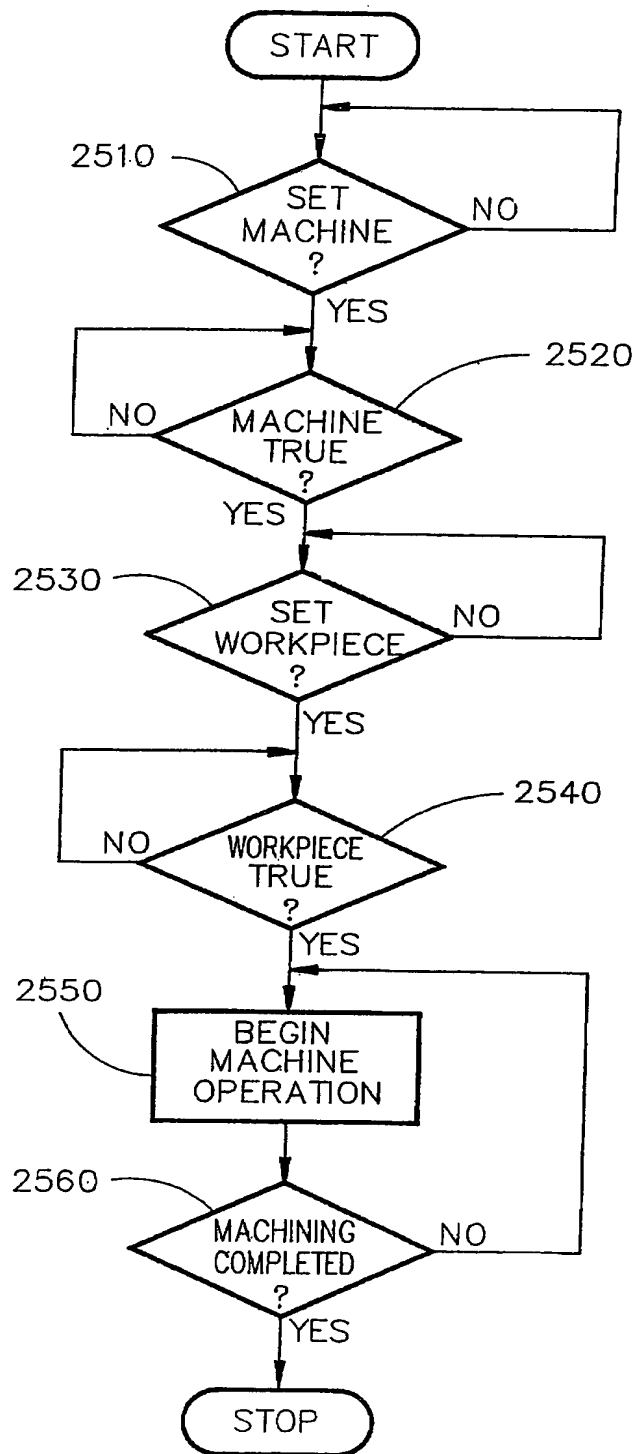 START
2510
SET
MACHINE
?
NO
YES
2520
NO
MACHINE
TRUE
?
YES
2530
SET
WORKPIECE
?
NO
YES
2540
NO
WORKPIECE
TRUE
?
YES
2550
BEGIN
MACHINE
OPERATION
2560
MACHINING
COMPLETED
?
NO
YES
STOP